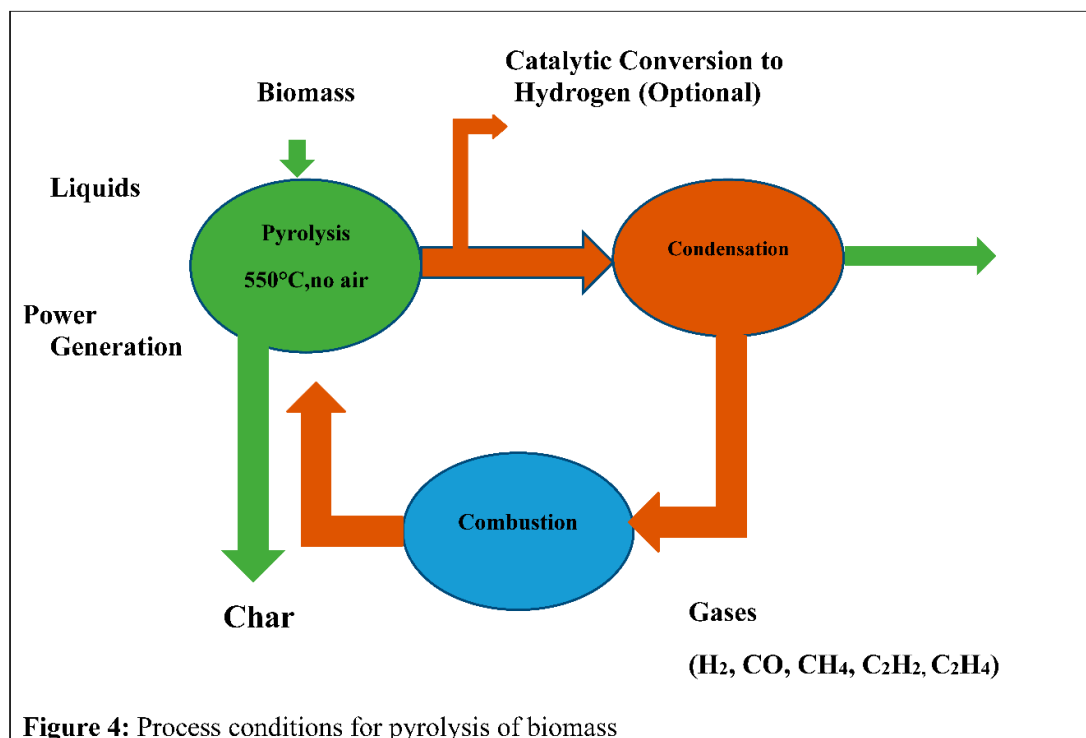 Catalytic Conversion to
Hydrogen (Optional)
Biomass
Liquids
Pyrolysis
550°C,no air
Condensation
Power
Generation
Combustion
Char
Gases
(H₂, CO, CH₄, C₂H₂, C₂H₄)
Figure 4: Process conditions for pyrolysis of biomass